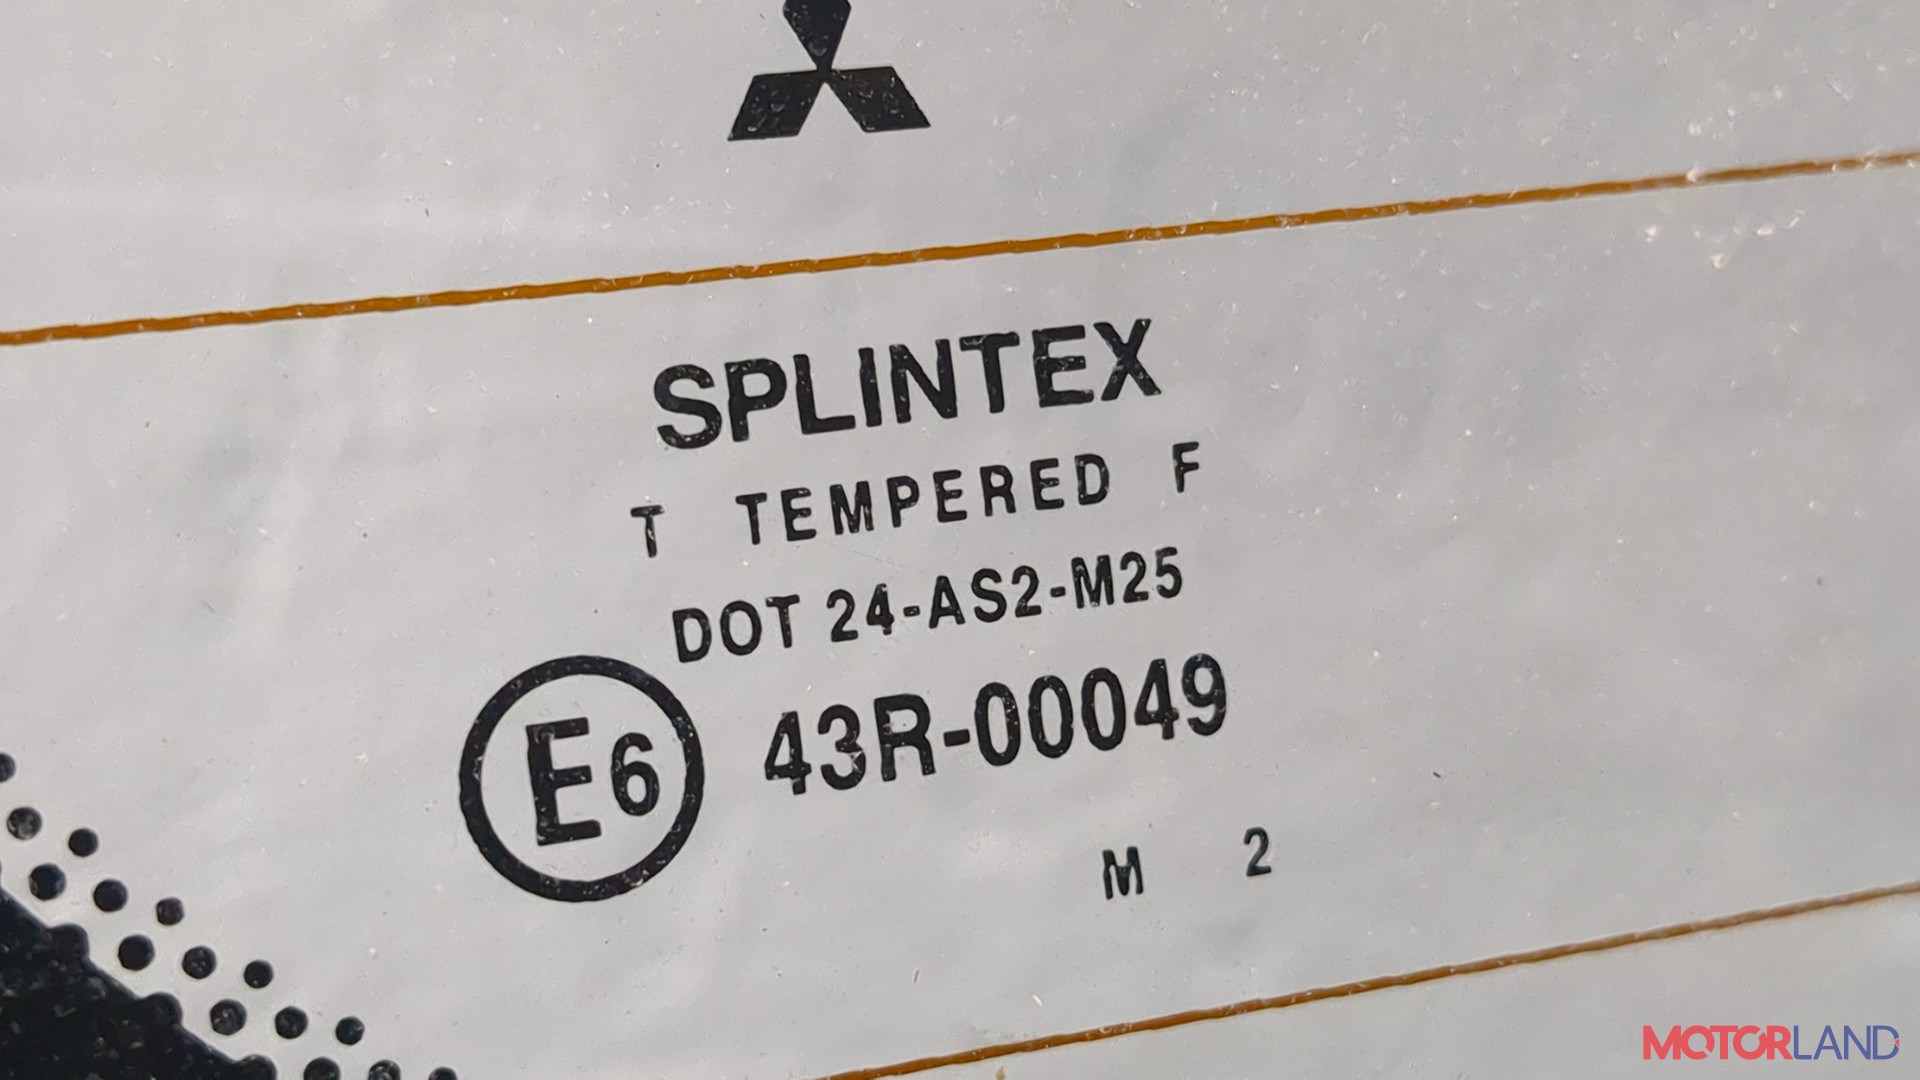 SPLINTEX
T TEMPERED F
DOT 24-AS2-M25
E6 43R-00049
M 2
MOTORLAND